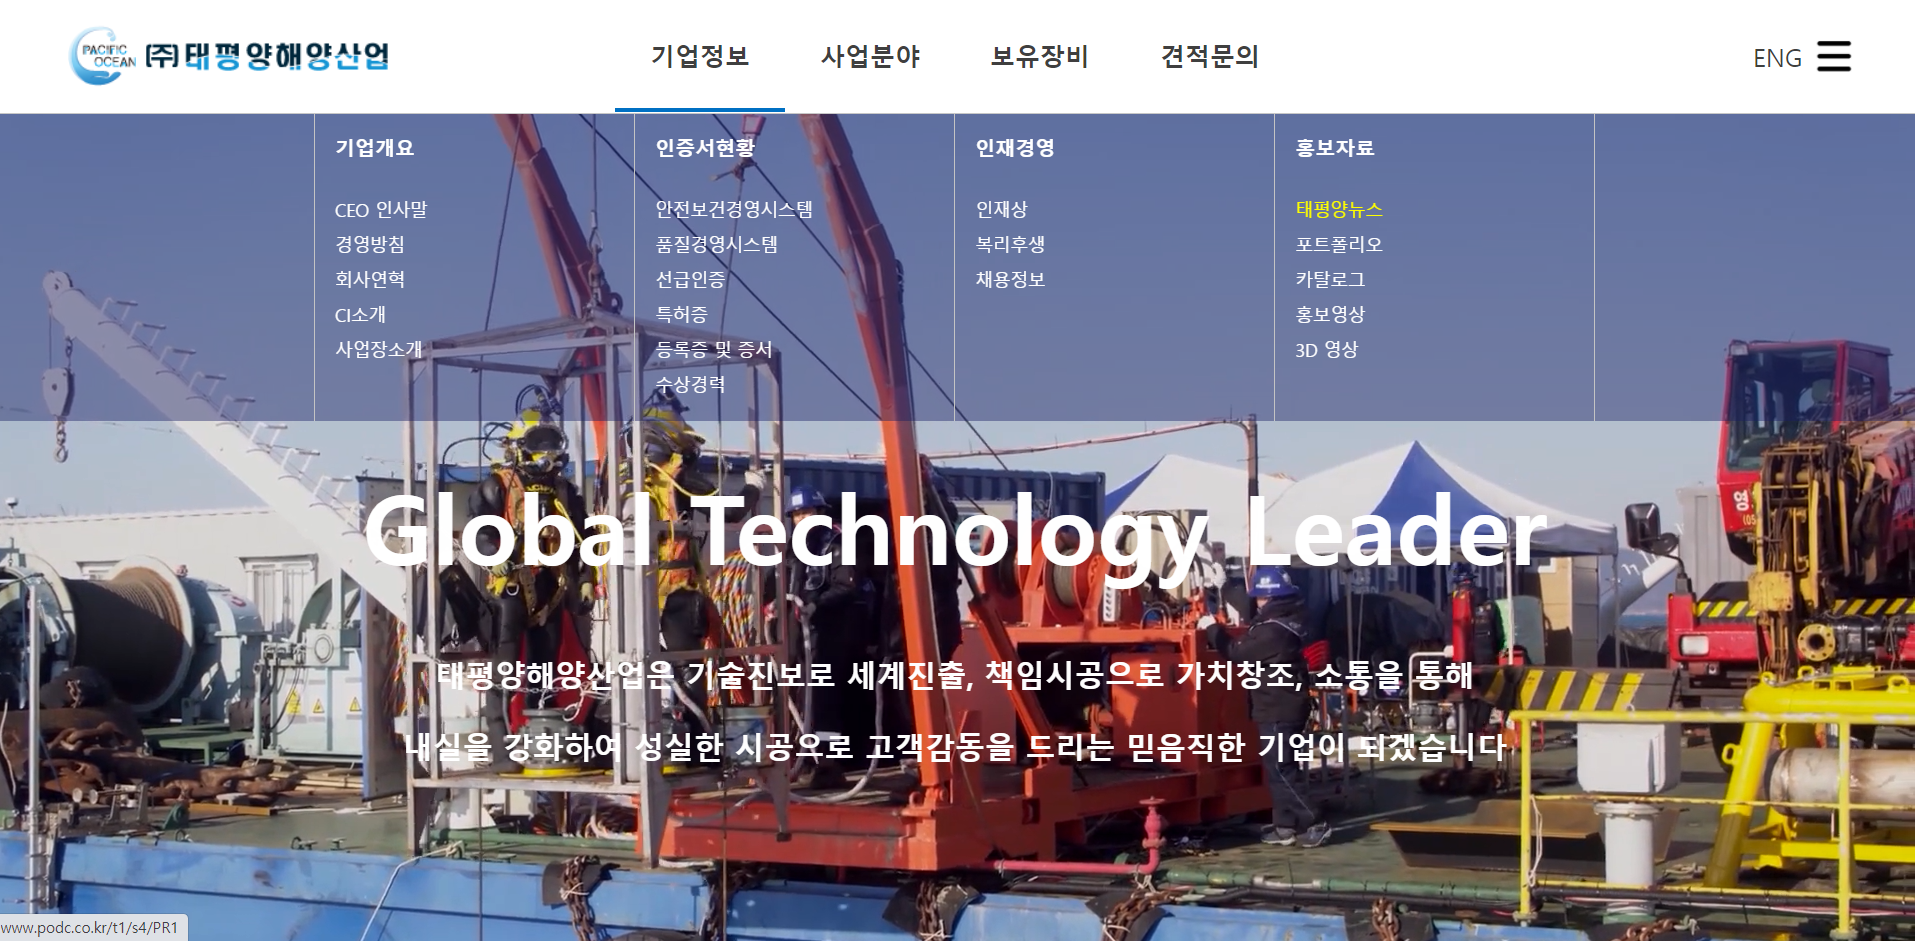 PACIFIC
OCEAN
(주)태평양해양산업
기업정보
사업분야
보유장비
견적문의
ENG
기업개요
CEO 인사말
경영방침
회사연혁
CI소개
사업장소개
인증서현황
안전보건경영시스템
품질경영시스템
선급인증
특허증
등록증 및 증서
수상경력
인재경영
인재상
복리후생
채용정보
홍보자료
태평양뉴스
포트폴리오
카탈로그
홍보영상
3D 영상
Global Technology Leader
태평양해양산업은 기술진보로 세계진출, 책임시공으로 가치창조, 소통을 통해
내실을 강화하여 성실한 시공으로 고객감동을 드리는 믿음직한 기업이 되겠습니다
영
www.podc.co.kr/t1/s4/PR1